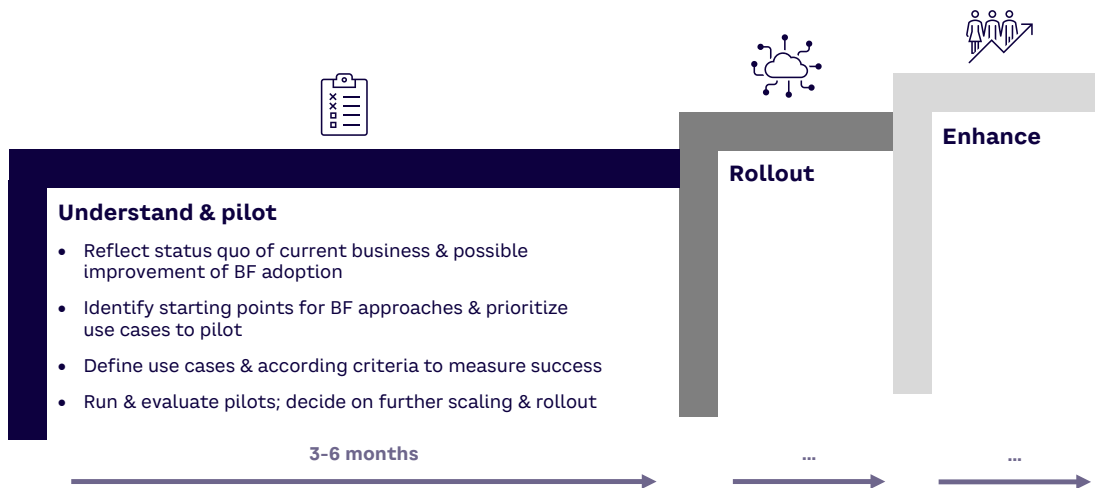 Enhance
Rollout
Understand & pilot
• Reflect status quo of current business & possible
improvement of BF adoption
• Identify starting points for BF approaches & prioritize
use cases to pilot
• Define use cases & according criteria to measure success
• Run & evaluate pilots; decide on further scaling & rollout
3-6 months
...
...